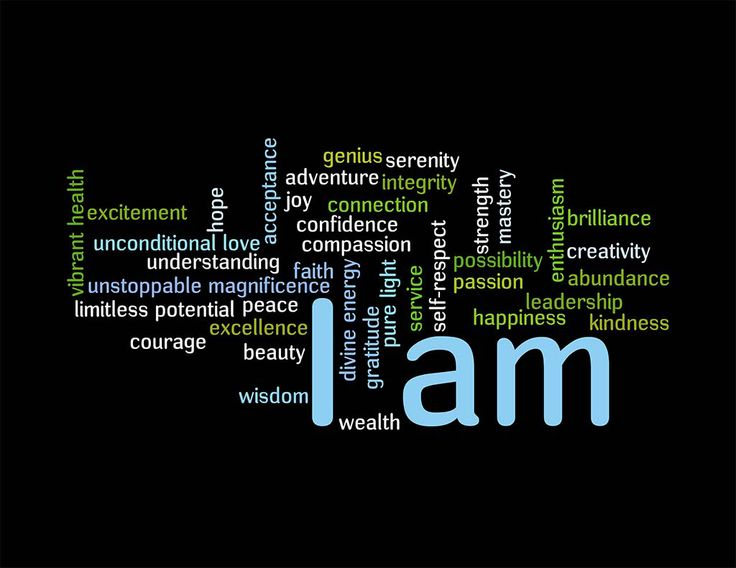 genius
serenity
adventure
integrity
acceptance
hope
joy
connection
strength
mastery
enthusiasm
brilliance
vibrant health
excitement
confidence
unconditional love
compassion
creativity
understanding
faith
self-respect
possibility
abundance
unstoppable magnificence
divine energy
pure light
service
passion
leadership
limitless potential
peace
gratitude
happiness
kindness
excellence
courage
beauty
I am
wisdom
wealth